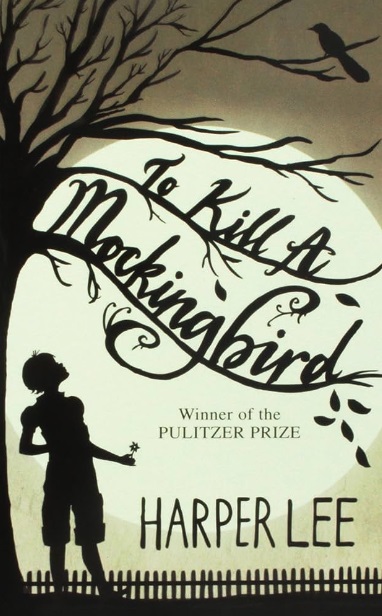 To Kill A
Mockingbird
Winner of the
PULITZER PRIZE
HARPER LEE